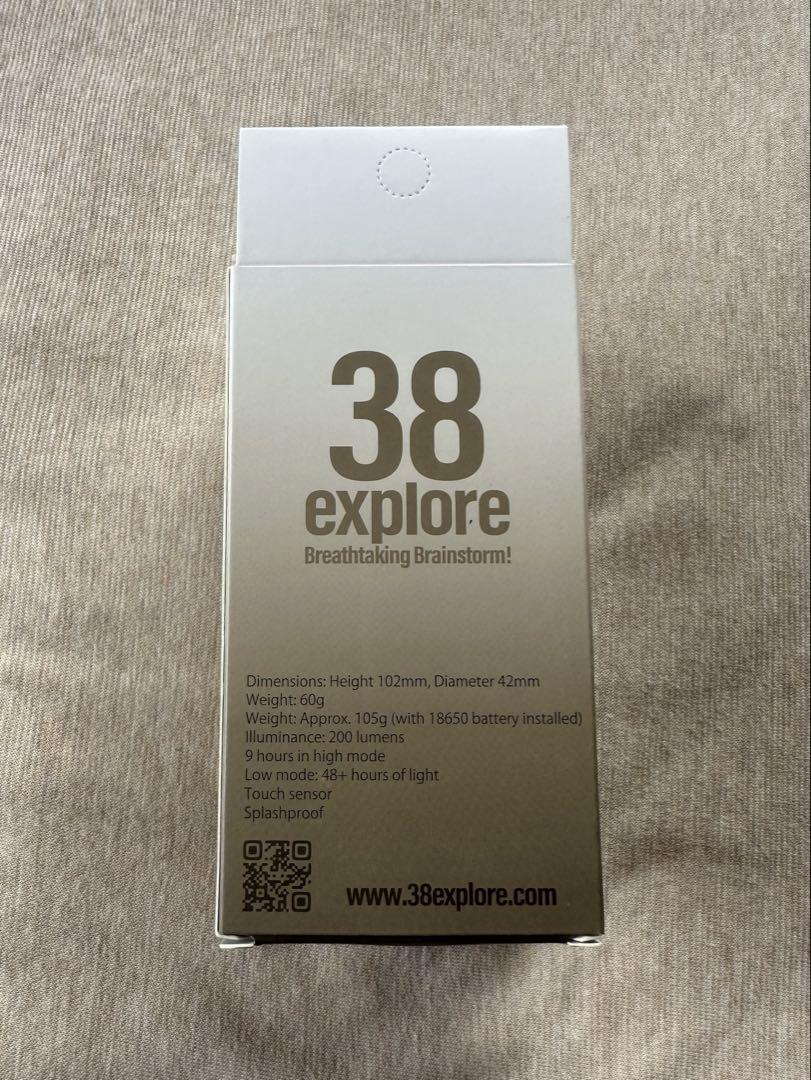 38
explore
Breathtaking Brainstorm!
Dimensions: Height 102mm, Diameter 42mm
Weight: 60g
Weight: Approx. 105g (with 18650 battery installed)
Illuminance: 200 lumens
9 hours in high mode
Low mode: 48+ hours of light
Touch sensor
Splashproof
www.38explore.com